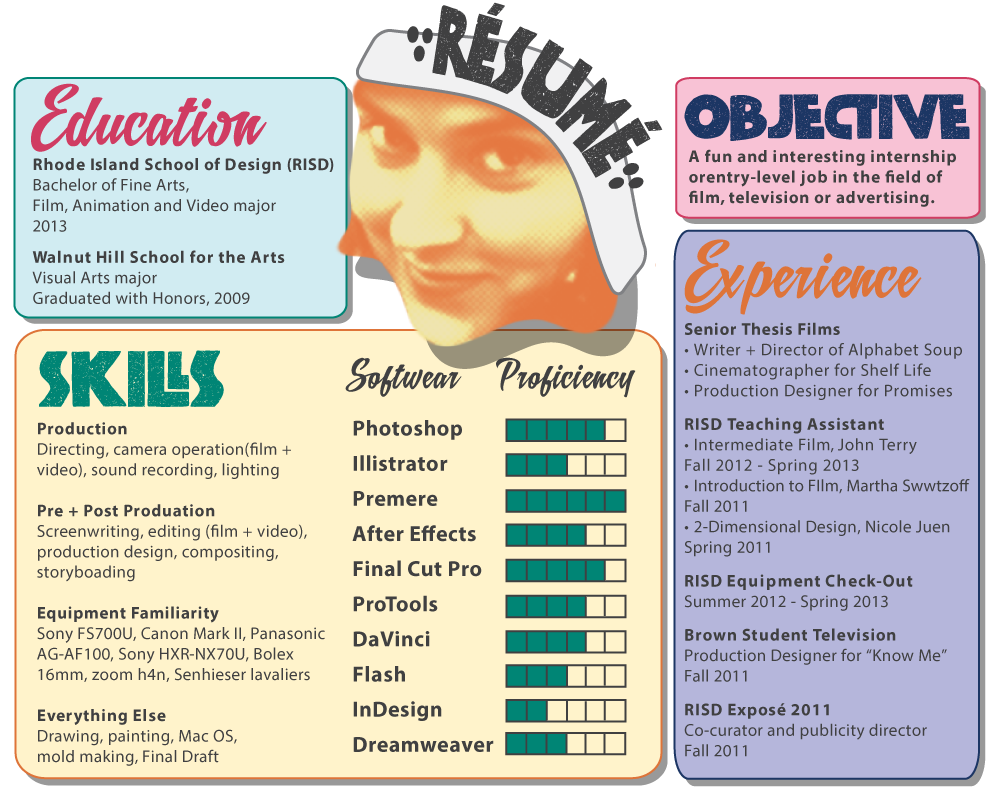 RÉSUMÉ
Education
Rhode Island School of Design (RISD)
Bachelor of Fine Arts,
Film, Animation and Video major
2013
Walnut Hill School for the Arts
Visual Arts major
Graduated with Honors, 2009
OBJECTIVE
A fun and interesting internship
orentry-level job in the field of
film, television or advertising.
SKILLS
Production
Directing, camera operation(film +
video), sound recording, lighting
Pre + Post Produation
Screenwriting, editing (film + video),
production design, compositing,
storyboading
Equipment Familiarity
Sony FS700U, Canon Mark II, Panasonic
AG-AF100, Sony HXR-NX70U, Bolex
16mm, zoom h4n, Senhieser lavaliers
Everything Else
Drawing, painting, Mac OS,
mold making, Final Draft
Softwear Proficiency
Photoshop
Illistrator
Premere
After Effects
Final Cut Pro
ProTools
DaVinci
Flash
InDesign
Dreamweaver
Experience
Senior Thesis Films
• Writer + Director of Alphabet Soup
• Cinematographer for Shelf Life
• Production Designer for Promises
RISD Teaching Assistant
• Intermediate Film, John Terry
Fall 2012 - Spring 2013
• Introduction to FIlm, Martha Swwtzoff
Fall 2011
• 2-Dimensional Design, Nicole Juen
Spring 2011
RISD Equipment Check-Out
Summer 2012 - Spring 2013
Brown Student Television
Production Designer for “Know Me”
Fall 2011
RISD Exposé 2011
Co-curator and publicity director
Fall 2011